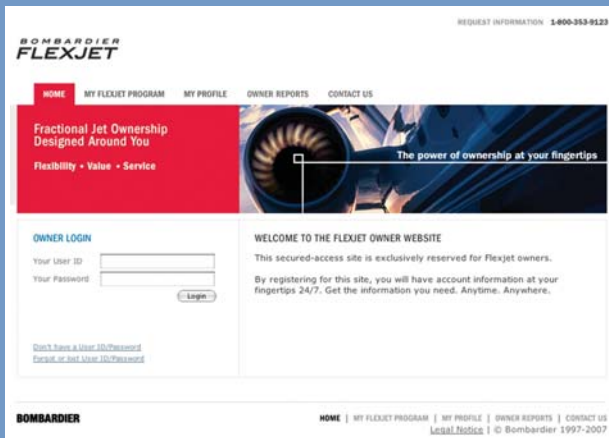 REQUEST INFORMATION 1-800-353-9123
BOMBARDIER
FLEXJET
HOME MY FLEXJET PROGRAM MY PROFILE OWNER REPORTS CONTACT US
Fractional Jet Ownership
Designed Around You
Flexibility • Value • Service
The power of ownership at your fingertips
OWNER LOGIN
Your User ID
Your Password
Login
Don't have a User ID/Password
Forgot or lost User ID/Password
WELCOME TO THE FLEXJET OWNER WEBSITE
This secured-access site is exclusively reserved for Flexjet owners.
By registering for this site, you will have account information at your
fingertips 24/7. Get the information you need. Anytime. Anywhere.
BOMBARDIER
HOME | MY FLEXJET PROGRAM | MY PROFILE | OWNER REPORTS | CONTACT US
Legal Notice | © Bombardier 1997-2007